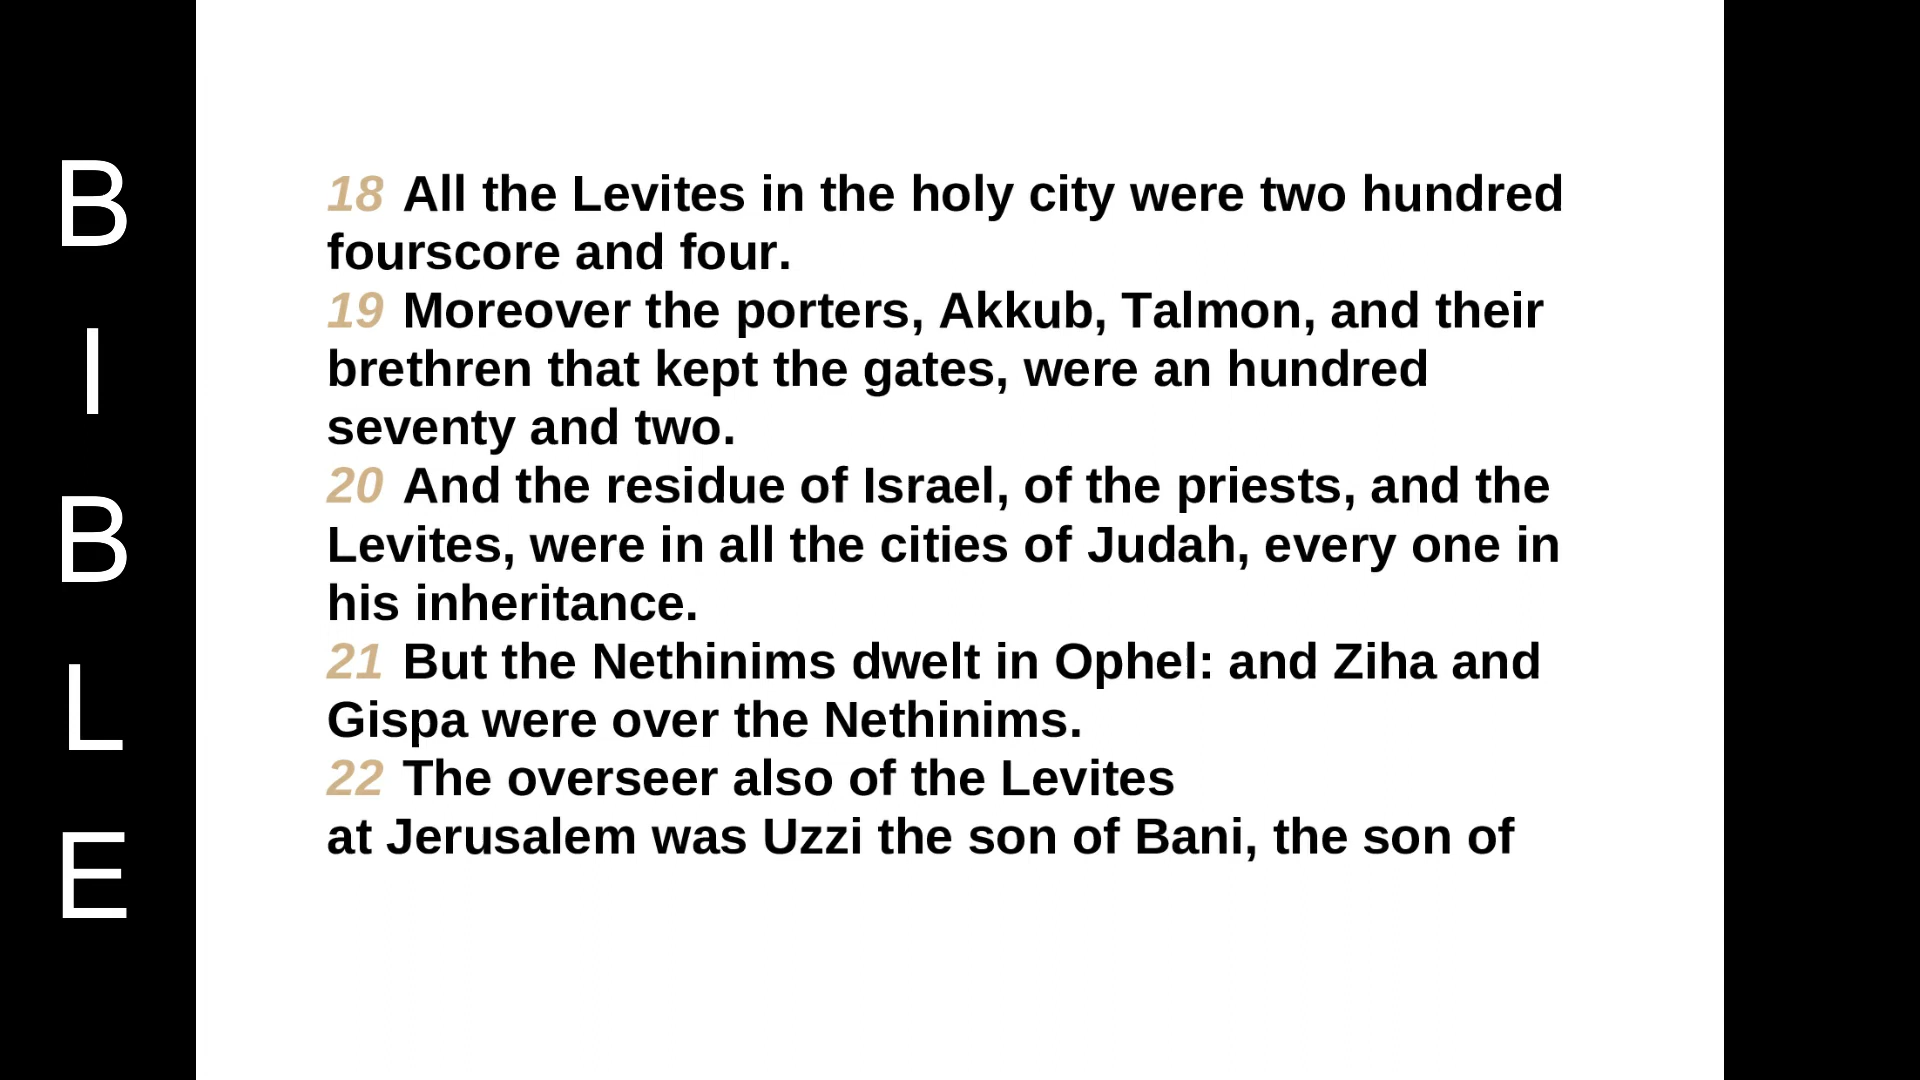 B
I
B
L
E
18 All the Levites in the holy city were two hundred
fourscore and four.
19 Moreover the porters, Akkub, Talmon, and their
brethren that kept the gates, were an hundred
seventy and two.
20 And the residue of Israel, of the priests, and the
Levites, were in all the cities of Judah, every one in
his inheritance.
21 But the Nethinims dwelt in Ophel: and Ziha and
Gispa were over the Nethinims.
22 The overseer also of the Levites
at Jerusalem was Uzzi the son of Bani, the son of